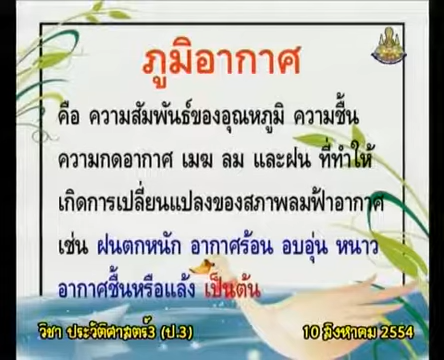 ภูมิอากาศ
คือ ความสัมพันธ์ของอุณหภูมิ ความชื้น
ความกดอากาศ เมฆ ลม และฝน ที่ทำให้
เกิดการเปลี่ยนแปลงของสภาพลมฟ้าอากาศ
เช่น ฝนตกหนัก อากาศร้อน อบอุ่น หนาว
อากาศชื้นหรือแล้ง เป็นต้น
วิชา ประวัติศาสตร์3 (ป.3)
10 สิงหาคม 2554